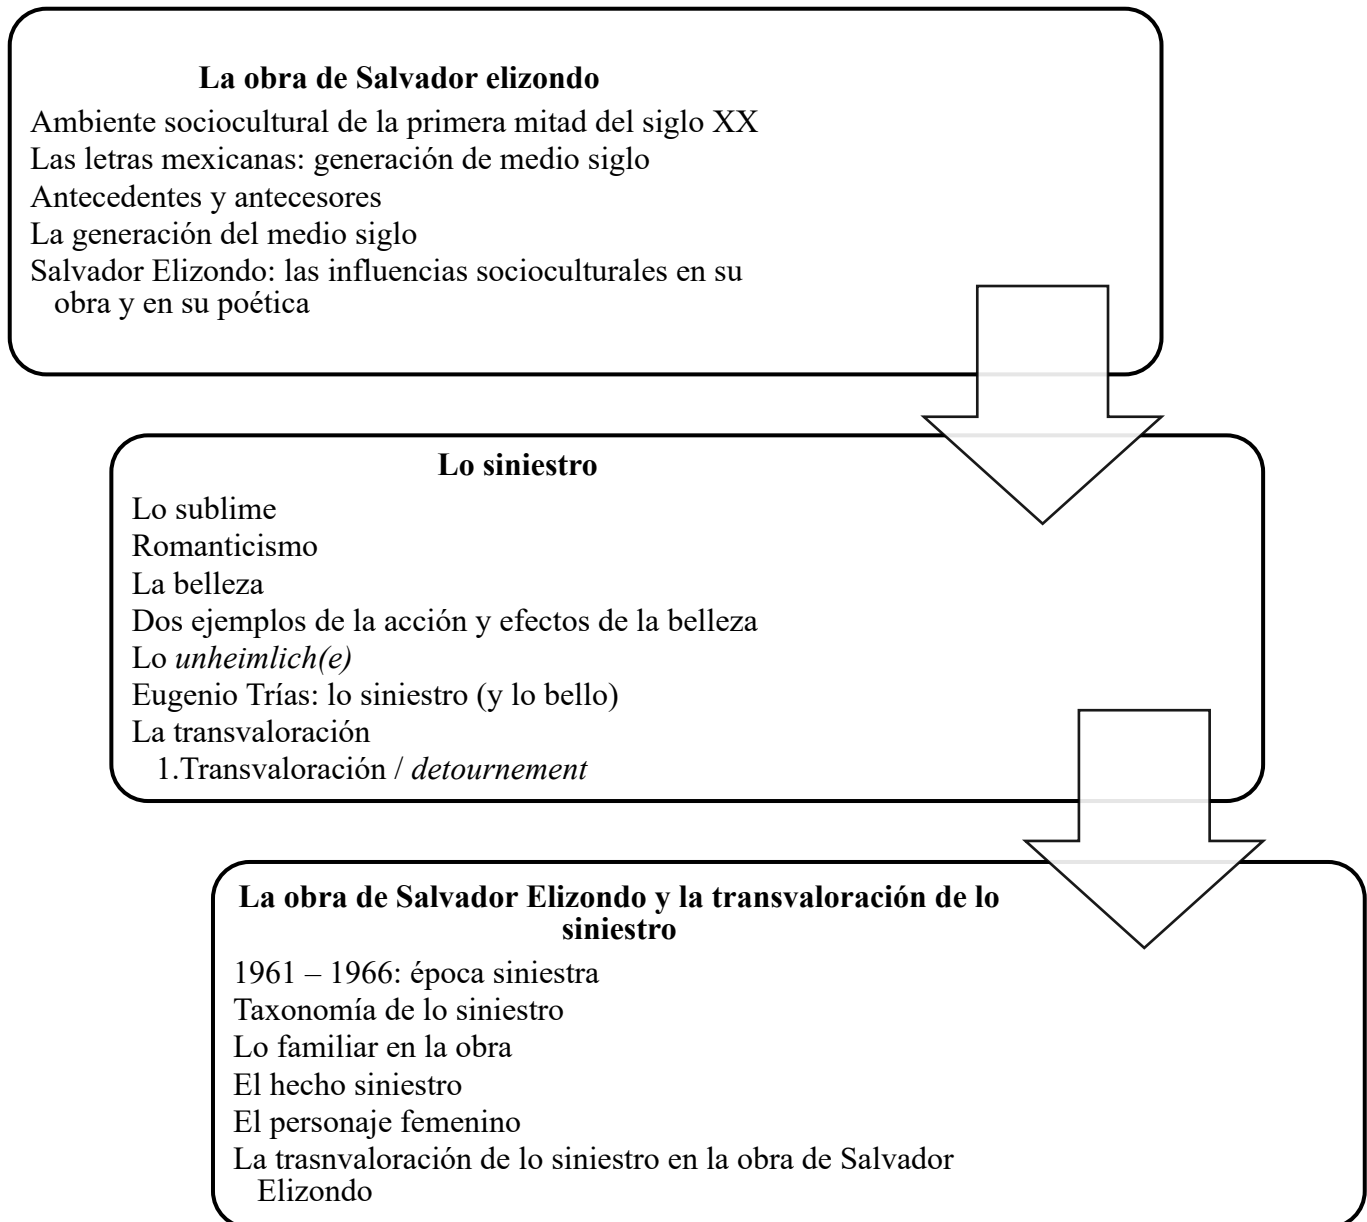 La obra de Salvador elizondo
Ambiente sociocultural de la primera mitad del siglo XX
Las letras mexicanas: generación de medio siglo
Antecedentes y antecesores
La generación del medio siglo
Salvador Elizondo: las influencias socioculturales en su
obra y en su poética
Lo siniestro
Lo sublime
Romanticismo
La belleza
Dos ejemplos de la acción y efectos de la belleza
Lo unheimlich(e)
Eugenio Trías: lo siniestro (y lo bello)
La transvaloración
1.Transvaloración / detournement
La obra de Salvador Elizondo y la transvaloración de lo
siniestro
1961 – 1966: época siniestra
Taxonomía de lo siniestro
Lo familiar en la obra
El hecho siniestro
El personaje femenino
La trasnvaloración de lo siniestro en la obra de Salvador
Elizondo